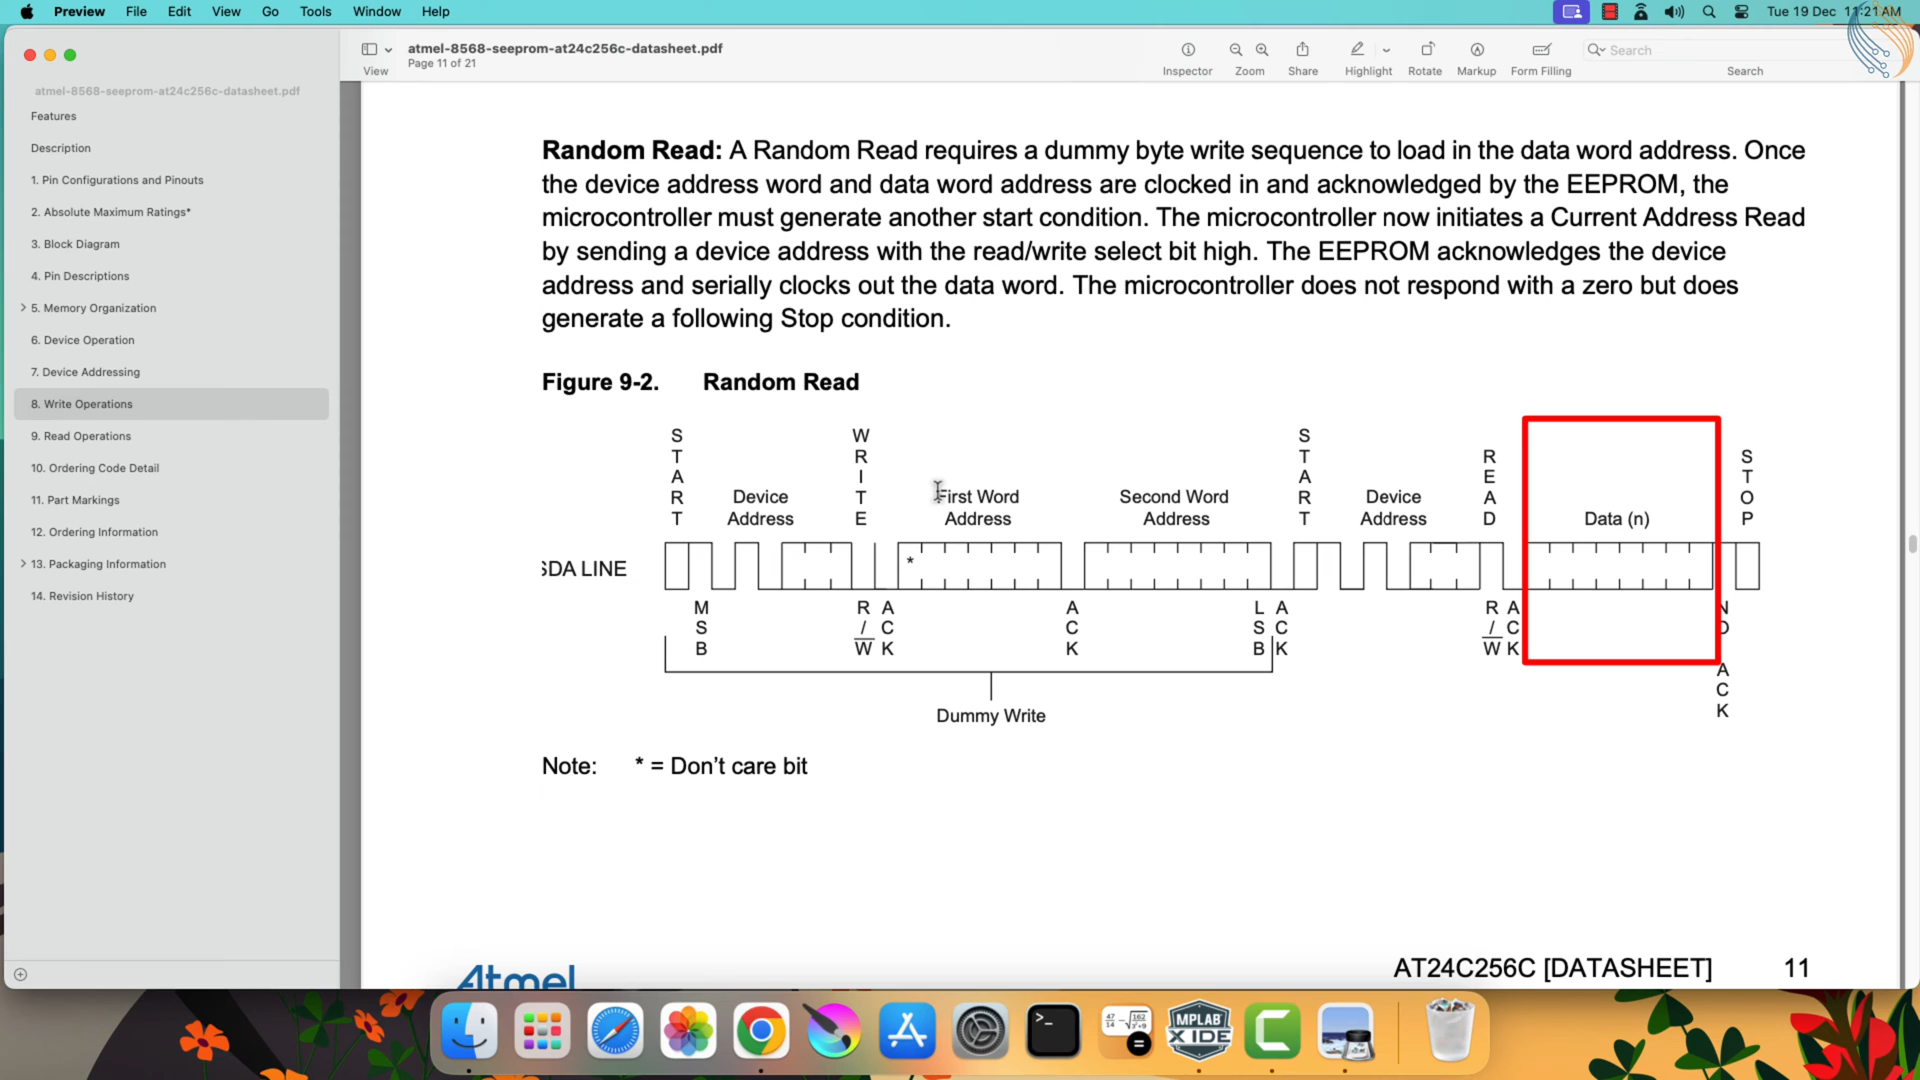 Preview File Edit View Go Tools Window Help
Tue 19 Dec 11:21 AM
atmel-8568-seeprom-at24c256c-datasheet.pdf
Page 11 of 21
View
Inspector Zoom Share Highlight Rotate Markup Form Filling Search
Search
atmel-8568-seeprom-at24c256c-datasheet.pdf
Features
Description
1. Pin Configurations and Pinouts
2. Absolute Maximum Ratings*
3. Block Diagram
4. Pin Descriptions
5. Memory Organization
6. Device Operation
7. Device Addressing
8. Write Operations
9. Read Operations
10. Ordering Code Detail
11. Part Markings
12. Ordering Information
13. Packaging Information
14. Revision History
Random Read: A Random Read requires a dummy byte write sequence to load in the data word address. Once
the device address word and data word address are clocked in and acknowledged by the EEPROM, the
microcontroller must generate another start condition. The microcontroller now initiates a Current Address Read
by sending a device address with the read/write select bit high. The EEPROM acknowledges the device
address and serially clocks out the data word. The microcontroller does not respond with a zero but does
generate a following Stop condition.
Figure 9-2. Random Read
START
Device Address
WRITE
First Word Address
Second Word Address
START
Device Address
READ
Data (n)
STOP
SDA LINE
*
MSB
R/W
ACK
ACK
LSB
ACK
R/W
ACK
NO ACK
Dummy Write
Note: * = Don't care bit
Atmel
AT24C256C [DATASHEET] 11
MPLAB
X IDE